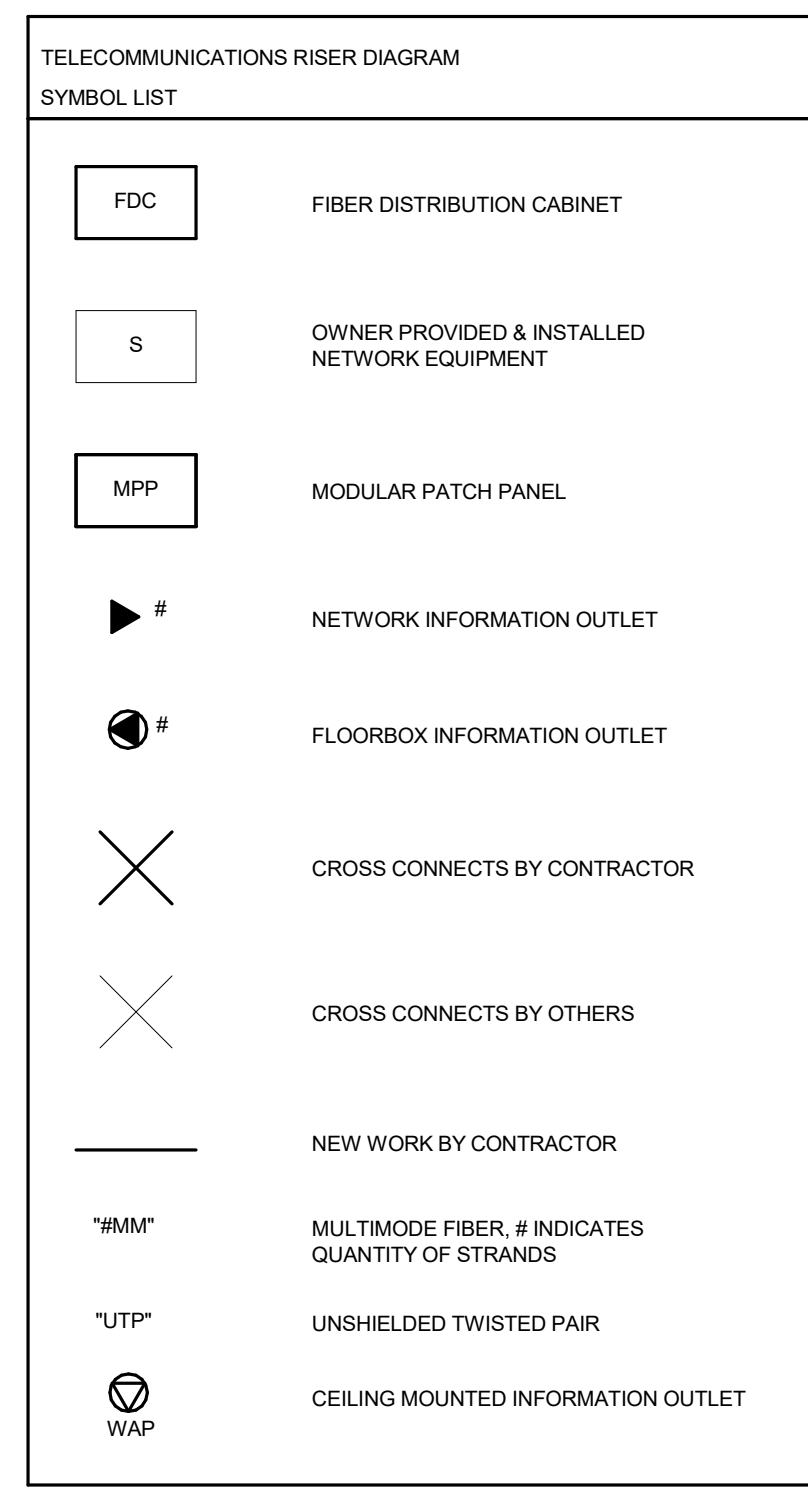 TELECOMMUNICATIONS RISER DIAGRAM
SYMBOL LIST
FDC
FIBER DISTRIBUTION CABINET
S
OWNER PROVIDED & INSTALLED
NETWORK EQUIPMENT
MPP
MODULAR PATCH PANEL
#
NETWORK INFORMATION OUTLET
#
FLOORBOX INFORMATION OUTLET
CROSS CONNECTS BY CONTRACTOR
CROSS CONNECTS BY OTHERS
NEW WORK BY CONTRACTOR
"#MM"
MULTIMODE FIBER, # INDICATES
QUANTITY OF STRANDS
"UTP"
UNSHIELDED TWISTED PAIR
WAP
CEILING MOUNTED INFORMATION OUTLET